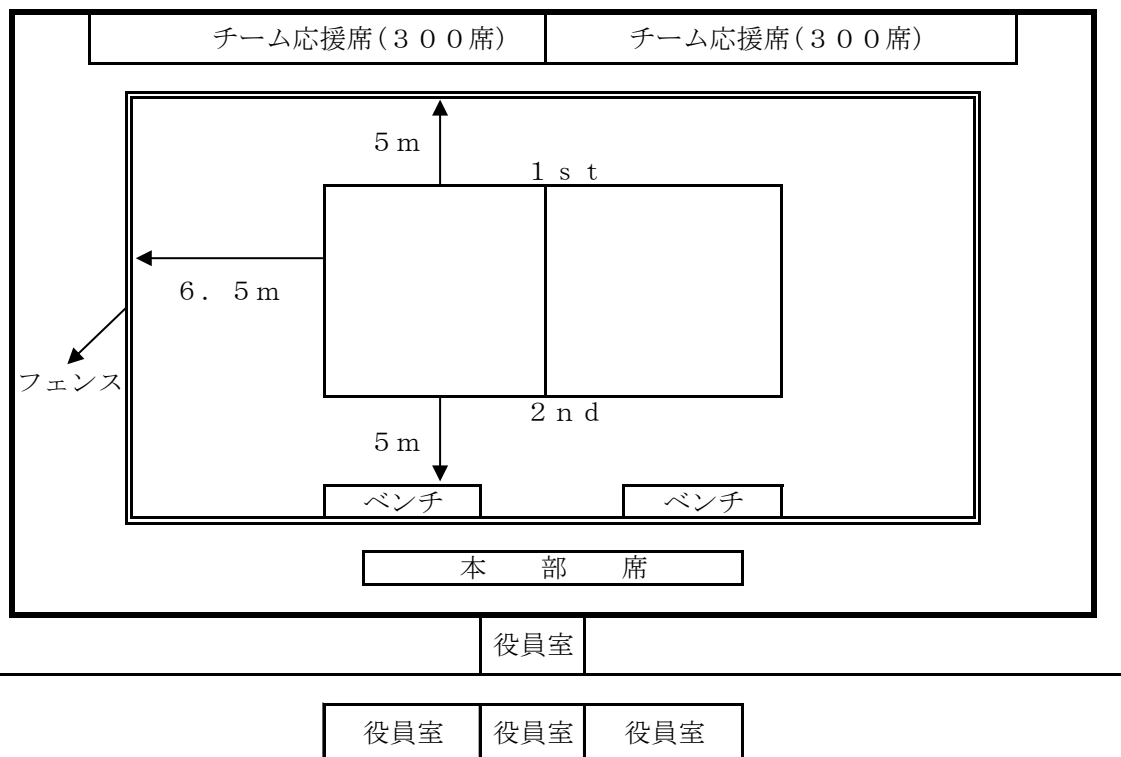 チーム応援席(３００席)
チーム応援席(３００席)
５ｍ
１ｓｔ
６．５ｍ
フェンス
２ｎｄ
５ｍ
ベンチ
ベンチ
本　部　席
役員室
役員室
役員室
役員室